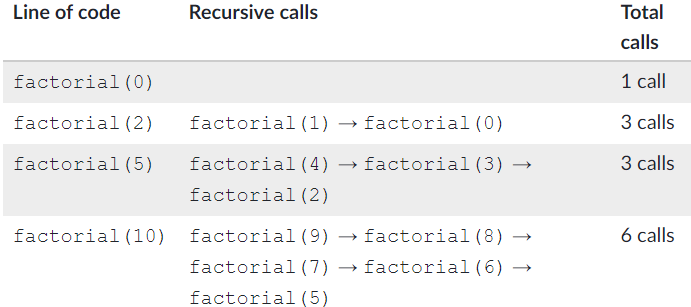 Line of code Recursive calls Total
calls
factorial(0) 1 call
factorial(2) factorial(1) → factorial(0) 3 calls
factorial(5) factorial(4) → factorial(3) → 3 calls
factorial(2)
factorial(10) factorial(9) → factorial(8) → 6 calls
factorial(7) → factorial(6) →
factorial(5)